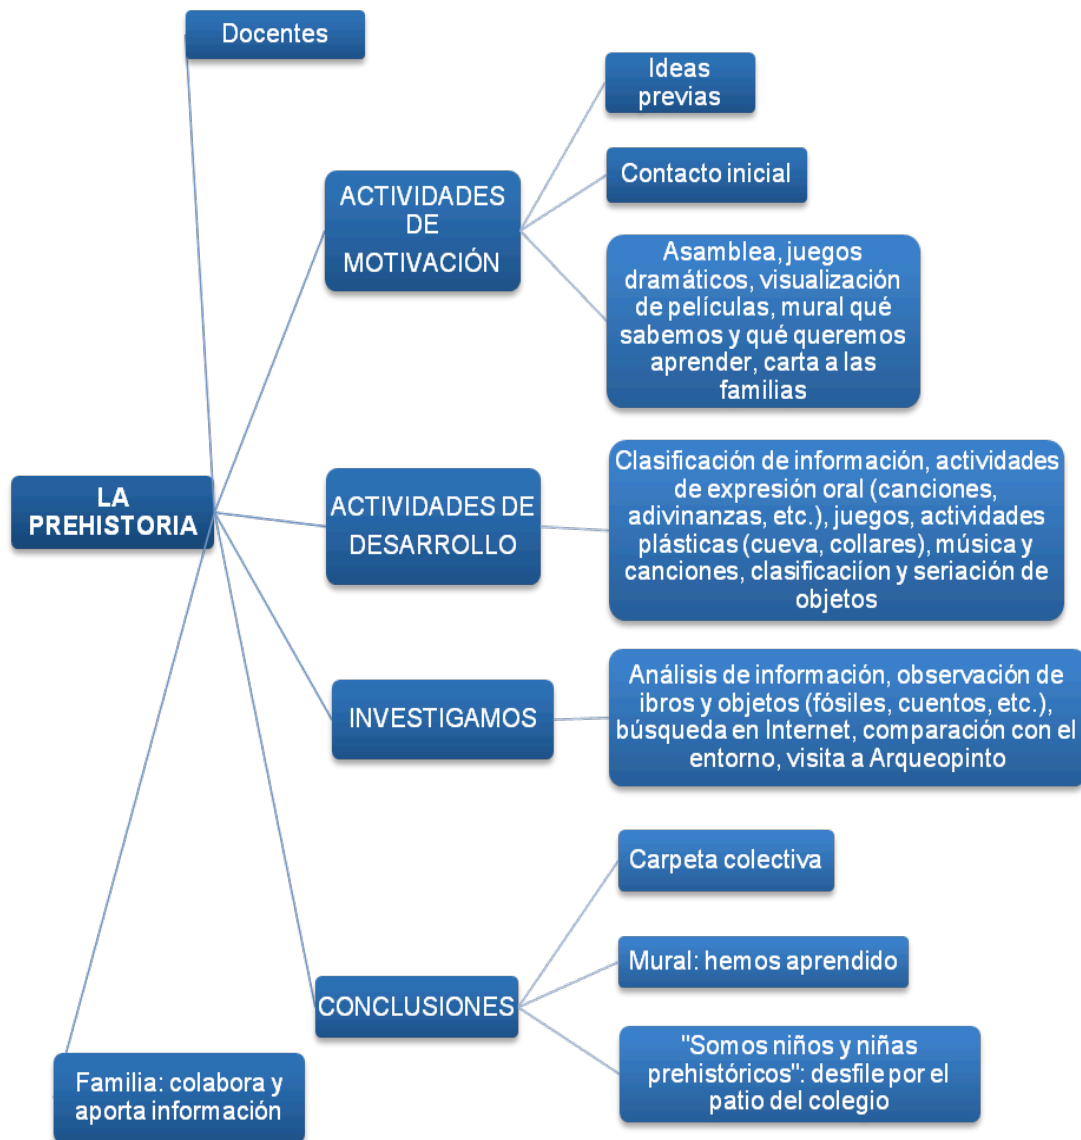 Docentes
Ideas
previas
Contacto inicial
ACTIVIDADES
DE
MOTIVACIÓN
Asamblea, juegos
dramáticos, visualización
de películas, mural qué
sabemos y qué queremos
aprender, carta a las
familias
LA
PREHISTORIA
ACTIVIDADES DE
DESARROLLO
Clasificación de información, actividades
de expresión oral (canciones,
adivinanzas, etc.), juegos, actividades
plásticas (cueva, collares), música y
canciones, clasificaciíon y seriación de
objetos
INVESTIGAMOS
Análisis de información, observación de
ibros y objetos (fósiles, cuentos, etc.),
búsqueda en Internet, comparación con el
entorno, visita a Arqueopinto
CONCLUSIONES
Carpeta colectiva
Mural: hemos aprendido
"Somos niños y niñas
prehistóricos": desfile por el
patio del colegio
Familia: colabora y
aporta información